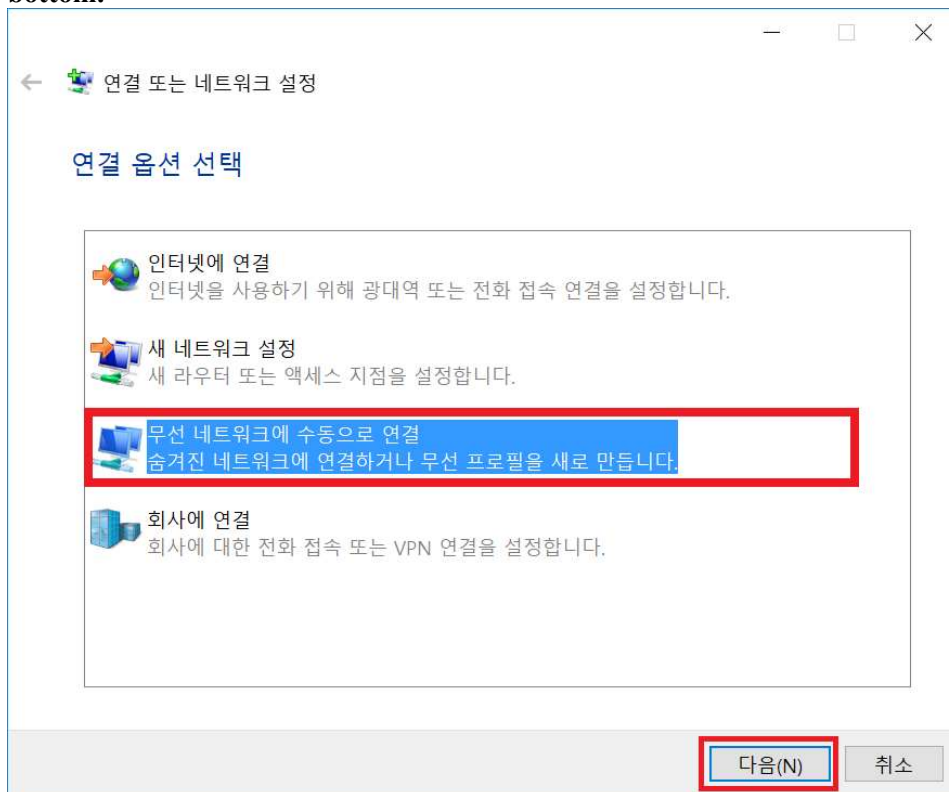 bottom.
연결 또는 네트워크 설정
연결 옵션 선택
인터넷에 연결
인터넷을 사용하기 위해 광대역 또는 전화 접속 연결을 설정합니다.
새 네트워크 설정
새 라우터 또는 액세스 지점을 설정합니다.
무선 네트워크에 수동으로 연결
숨겨진 네트워크에 연결하거나 무선 프로필을 새로 만듭니다.
회사에 연결
회사에 대한 전화 접속 또는 VPN 연결을 설정합니다.
다음(N)
취소